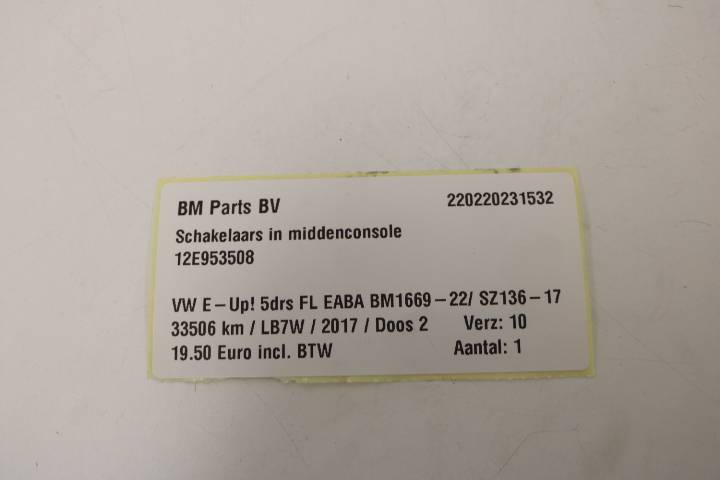 BM Parts BV 220220231532
Schakelaars in middenconsole
12E953508
VW E-Up! 5drs FL EABA BM1669-22/ SZ136-17
33506 km / LB7W / 2017 / Doos 2 Verz: 10
19.50 Euro incl. BTW Aantal: 1